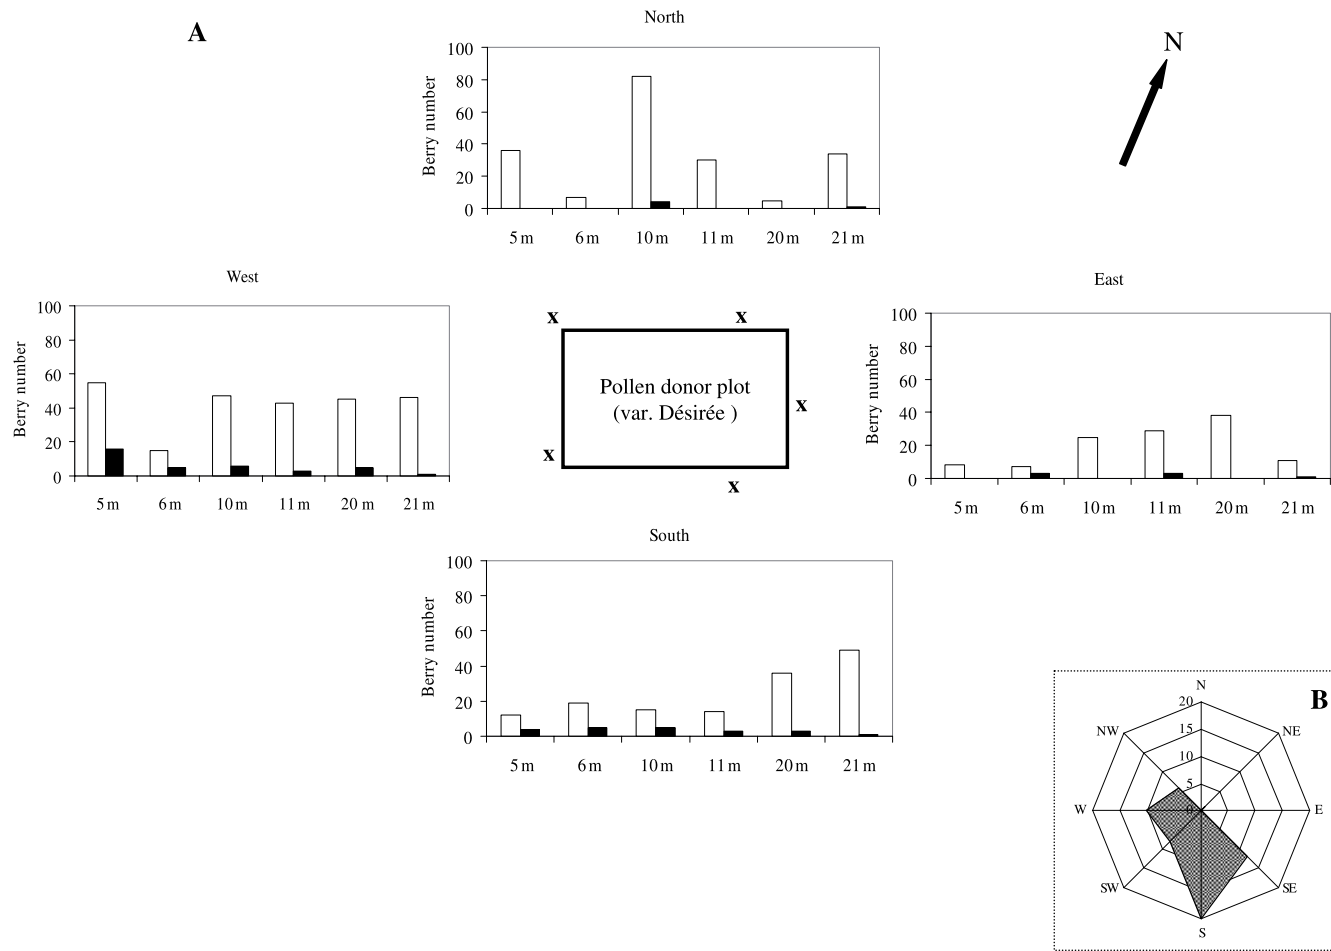 A
North
N
Berry number
100
80
60
40
20
0
5 m 6 m 10 m 11 m 20 m 21 m
West
Berry number
100
80
60
40
20
0
5 m 6 m 10 m 11 m 20 m 21 m
x x
Pollen donor plot
(var. Désirée )
x
x
x
East
Berry number
100
80
60
40
20
0
5 m 6 m 10 m 11 m 20 m 21 m
South
Berry number
100
80
60
40
20
0
5 m 6 m 10 m 11 m 20 m 21 m
B
N
20
NW NE
15
10
5
W 0 E
SW SE
S